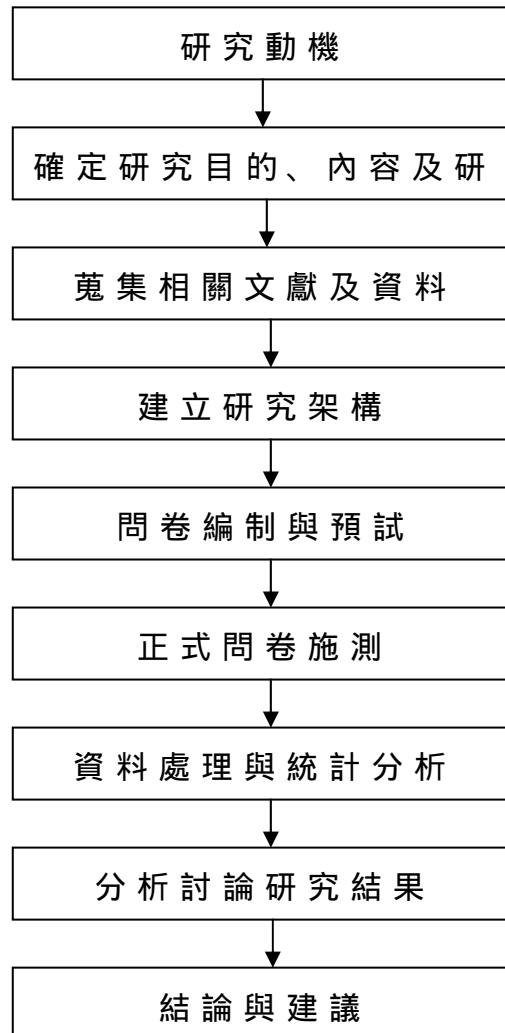 研究動機
確定研究目的、內容及研
蒐集相關文獻及資料
建立研究架構
問卷編制與預試
正式問卷施測
資料處理與統計分析
分析討論研究結果
結論與建議